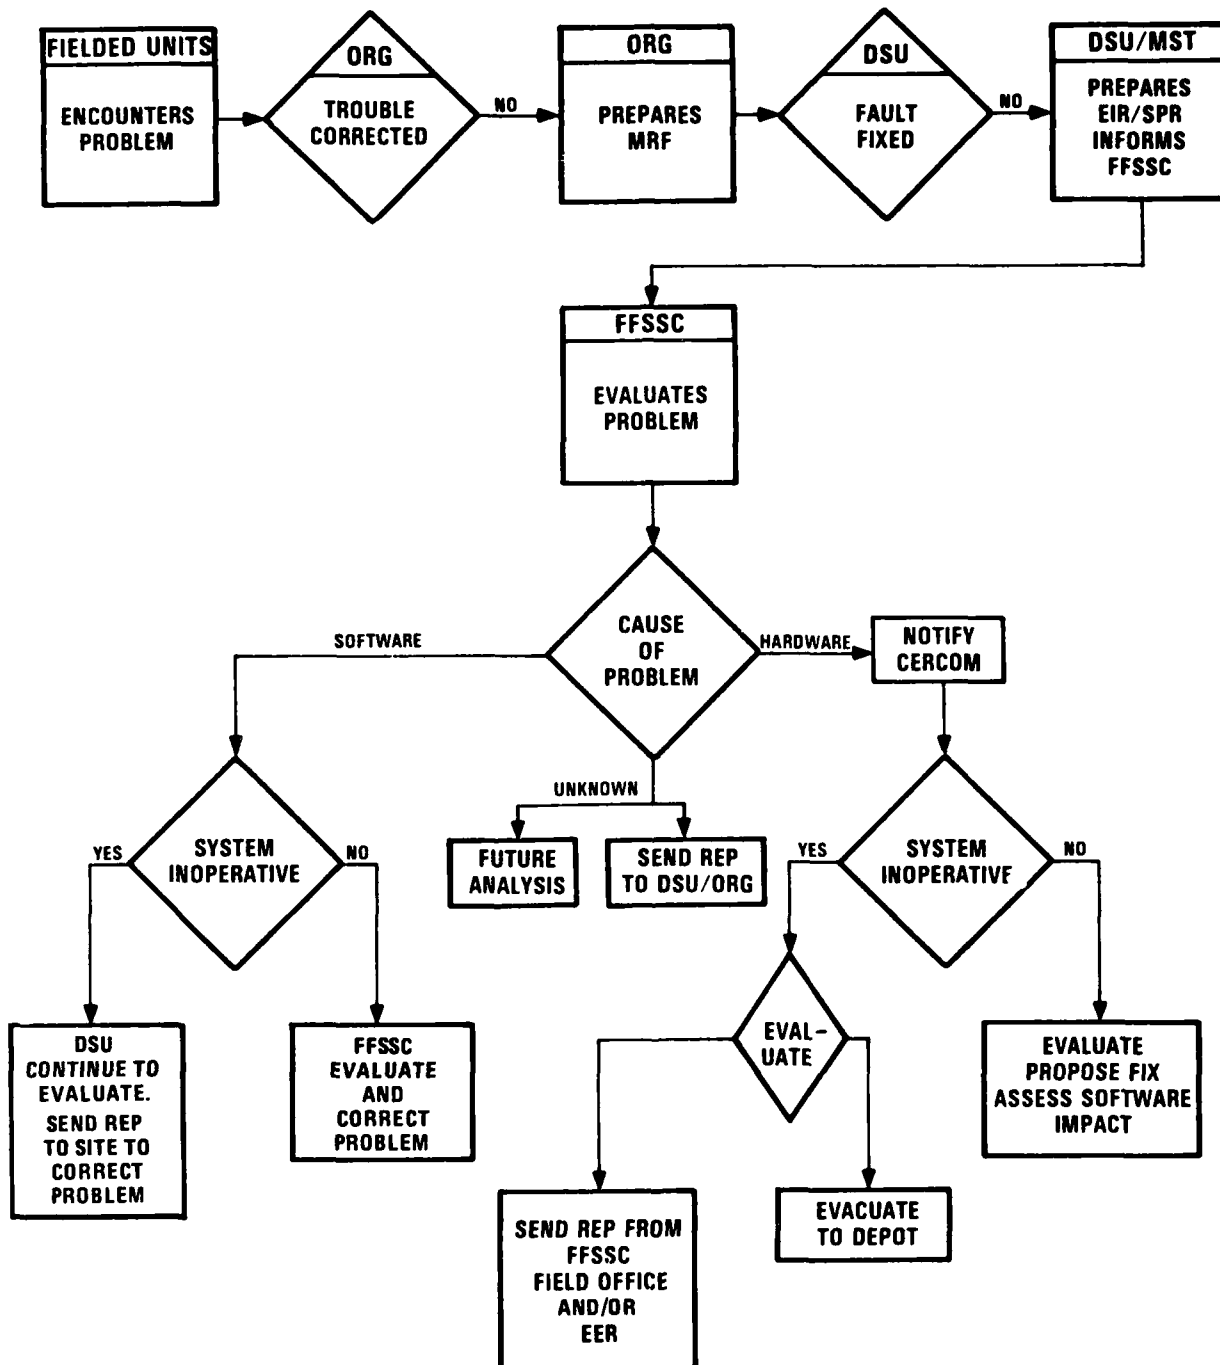 FIELDED UNITS
ENCOUNTERS
PROBLEM
ORG
TROUBLE
CORRECTED
NO
ORG
PREPARES
MRF
DSU
FAULT
FIXED
NO
DSU/MST
PREPARES
EIR/SPR
INFORMS
FFSSC
FFSSC
EVALUATES
PROBLEM
CAUSE
OF
PROBLEM
SOFTWARE
HARDWARE
NOTIFY
CERCOM
UNKNOWN
SYSTEM
INOPERATIVE
YES
NO
FUTURE
ANALYSIS
SEND REP
TO DSU/ORG
SYSTEM
INOPERATIVE
YES
NO
DSU
CONTINUE TO
EVALUATE.
SEND REP
TO SITE TO
CORRECT
PROBLEM
FFSSC
EVALUATE
AND
CORRECT
PROBLEM
EVAL-
UATE
EVALUATE
PROPOSE FIX
ASSESS SOFTWARE
IMPACT
SEND REP FROM
FFSSC
FIELD OFFICE
AND/OR
EER
EVACUATE
TO DEPOT